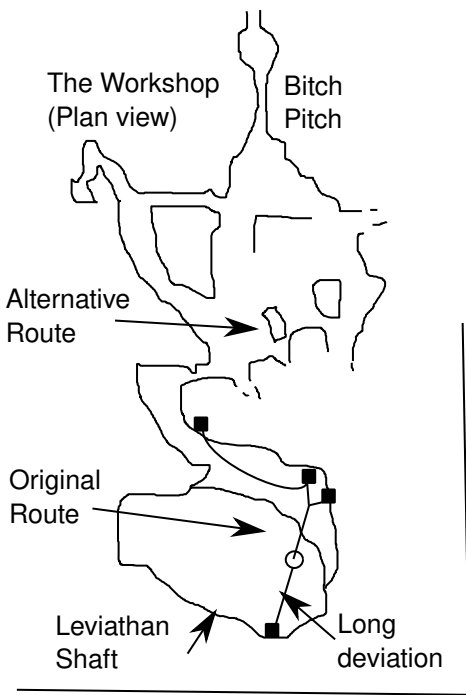 The Workshop
(Plan view)
Bitch
Pitch
Alternative
Route
Original
Route
Leviathan
Shaft
Long
deviation